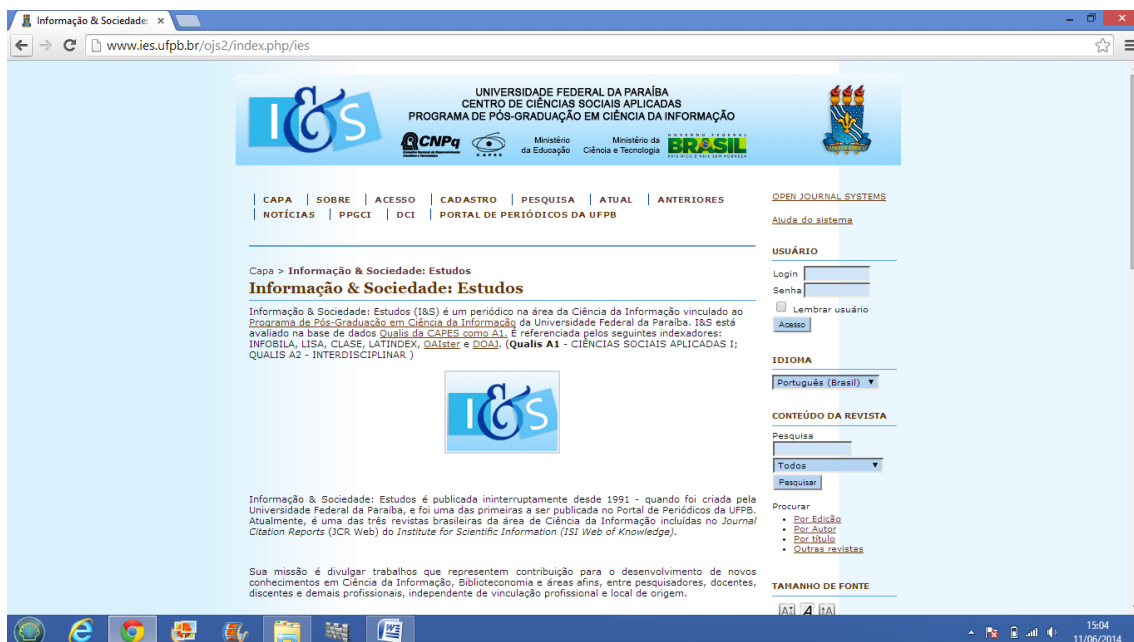 Informação & Sociedade:
www.ies.ufpb.br/ojs2/index.php/ies
I&S
UNIVERSIDADE FEDERAL DA PARAÍBA
CENTRO DE CIÊNCIAS SOCIAIS APLICADAS
PROGRAMA DE PÓS-GRADUAÇÃO EM CIÊNCIA DA INFORMAÇÃO
CNPq
CAPES
Ministério da Educação
Ministério da Ciência e Tecnologia
GOVERNO FEDERAL
BRASIL
PAÍS RICO É PAÍS SEM POBREZA
CAPA SOBRE ACESSO CADASTRO PESQUISA ATUAL ANTERIORES
NOTÍCIAS PPGCI DCI PORTAL DE PERIÓDICOS DA UFPB
Capa > Informação & Sociedade: Estudos
Informação & Sociedade: Estudos
Informação & Sociedade: Estudos (I&S) é um periódico na área da Ciência da Informação vinculado ao
Programa de Pós-Graduação em Ciência da Informação da Universidade Federal da Paraíba. I&S está
avaliado na base de dados Qualis da CAPES como A1. É referenciada pelos seguintes indexadores:
INFOBILA, LISA, CLASE, LATINDEX, OAIster e DOAJ. (Qualis A1 - CIÊNCIAS SOCIAIS APLICADAS I;
QUALIS A2 - INTERDISCIPLINAR )
I&S
Informação & Sociedade: Estudos é publicada ininterruptamente desde 1991 - quando foi criada pela
Universidade Federal da Paraíba, e foi uma das primeiras a ser publicada no Portal de Periódicos da UFPB.
Atualmente, é uma das três revistas brasileiras da área de Ciência da Informação incluídas no Journal
Citation Reports (JCR Web) do Institute for Scientific Information (ISI Web of Knowledge).
Sua missão é divulgar trabalhos que representem contribuição para o desenvolvimento de novos
conhecimentos em Ciência da Informação, Biblioteconomia e áreas afins, entre pesquisadores, docentes,
discentes e demais profissionais, independente de vinculação profissional e local de origem.
OPEN JOURNAL SYSTEMS
Ajuda do sistema
USUÁRIO
Login
Senha
Lembrar usuário
Acesso
IDIOMA
Português (Brasil)
CONTEÚDO DA REVISTA
Pesquisa
Todos
Pesquisar
Procurar
Por Edição
Por Autor
Por título
Outras revistas
TAMANHO DE FONTE
15:04
11/06/2014